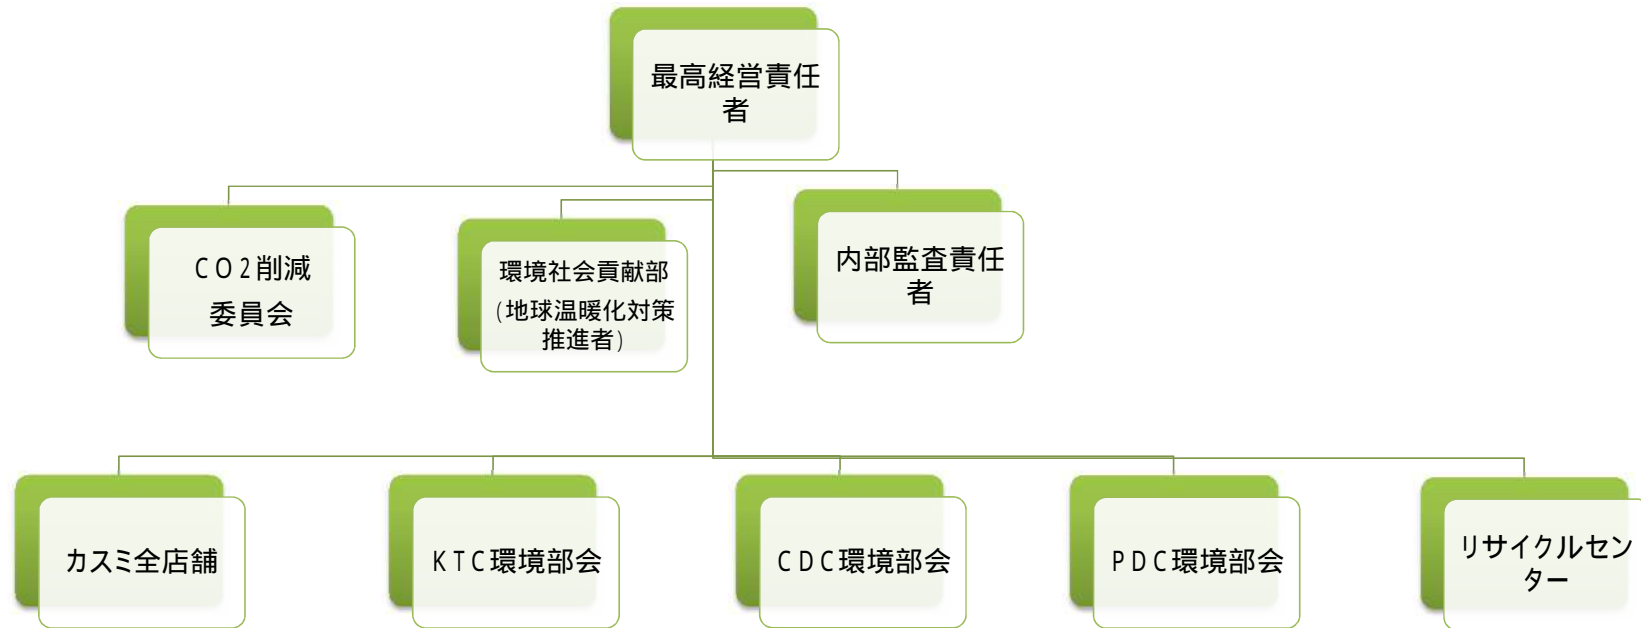 最高経営責任
者
CO2削減
委員会
環境社会貢献部
(地球温暖化対策
推進者)
内部監査責任
者
カスミ全店舗
KTC環境部会
CDC環境部会
PDC環境部会
リサイクルセン
ター